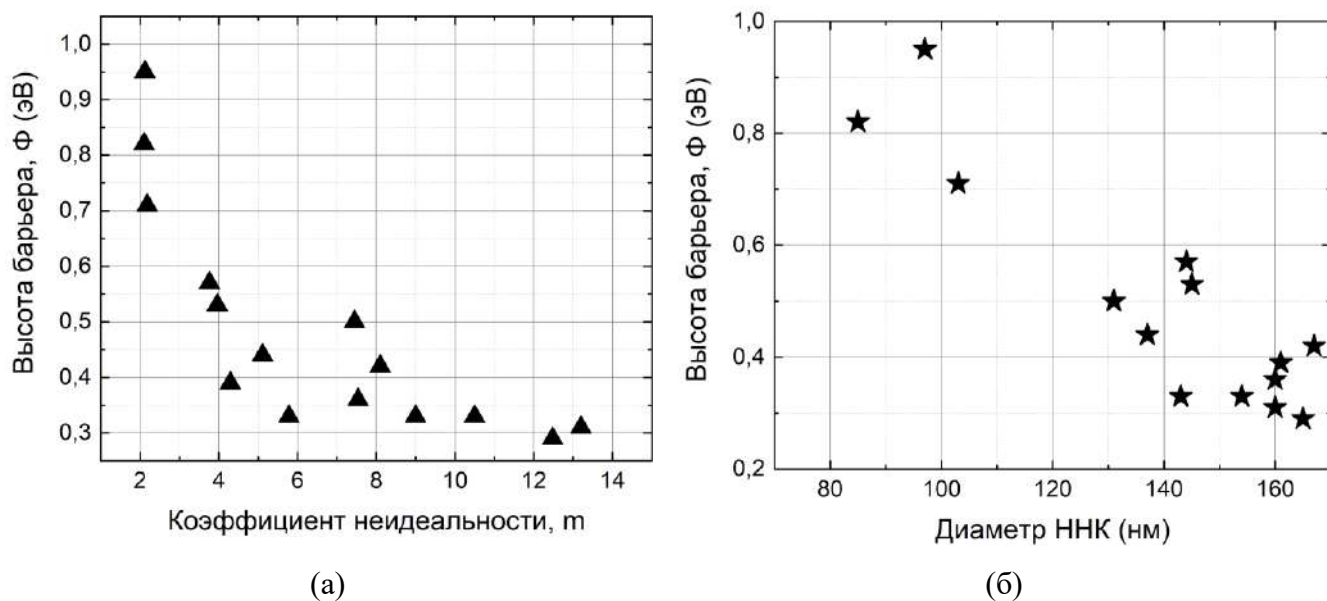 1,0
0,9
0,8
0,7
0,6
0,5
0,4
0,3
Высота барьера, Ф (эВ)
2 4 6 8 10 12 14
Коэффициент неидеальности, m
(а)
1,0
0,8
0,6
0,4
0,2
Высота барьера, Ф (эВ)
80 100 120 140 160
Диаметр ННК (нм)
(б)